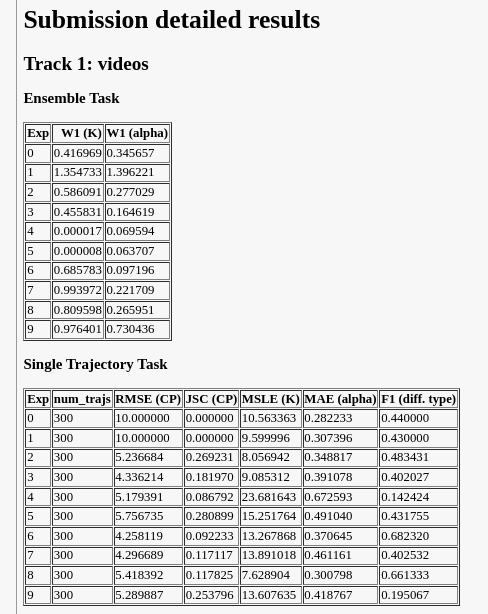 Submission detailed results
Track 1: videos
Ensemble Task
Exp W1 (K) W1 (alpha)
0 0.416969 0.345657
1 1.354733 1.396221
2 0.586091 0.277029
3 0.455831 0.164619
4 0.000017 0.069594
5 0.000008 0.063707
6 0.685783 0.097196
7 0.993972 0.221709
8 0.809598 0.265951
9 0.976401 0.730436
Single Trajectory Task
Exp num_trajs RMSE (CP) JSC (CP) MSLE (K) MAE (alpha) F1 (diff. type)
0 300 10.000000 0.000000 10.563363 0.282233 0.440000
1 300 10.000000 0.000000 9.599996 0.307396 0.430000
2 300 5.236684 0.269231 8.056942 0.348817 0.483431
3 300 4.336214 0.181970 9.085312 0.391078 0.402027
4 300 5.179391 0.086792 23.681643 0.672593 0.142424
5 300 5.756735 0.280899 15.251764 0.491040 0.431755
6 300 4.258119 0.092233 13.267868 0.370645 0.682320
7 300 4.296689 0.117117 13.891018 0.461161 0.402532
8 300 5.418392 0.117825 7.628904 0.300798 0.661333
9 300 5.289887 0.253796 13.607635 0.418767 0.195067